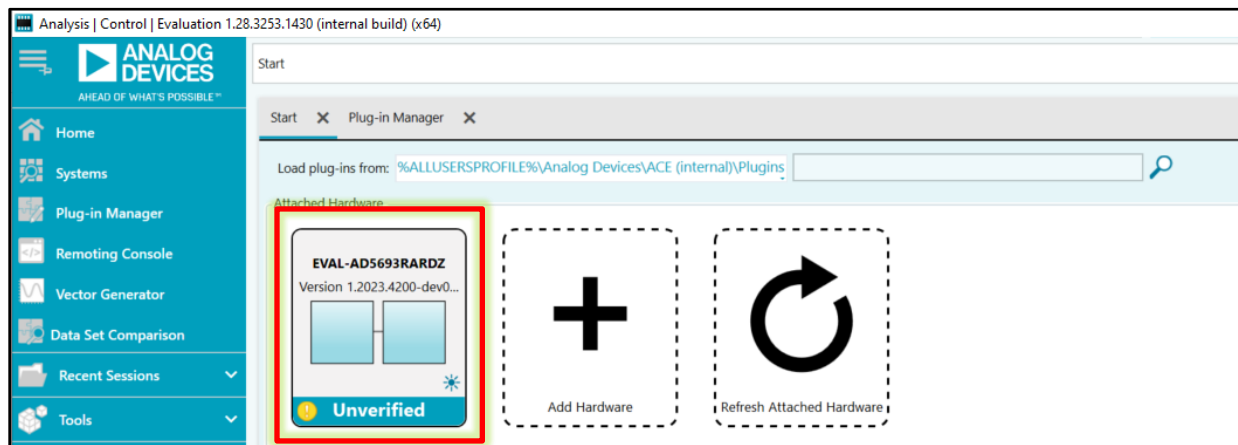 Analysis | Control | Evaluation 1.28.3253.1430 (internal build) (x64)
ANALOG
DEVICES
AHEAD OF WHAT'S POSSIBLE™
Home
Systems
Plug-in Manager
Remoting Console
Vector Generator
Data Set Comparison
Recent Sessions
Tools
Start
Start Plug-in Manager
Load plug-ins from: %ALLUSERSPROFILE%\Analog Devices\ACE (internal)\Plugins
Attached Hardware
EVAL-AD5693RARDZ
Version 1.2023.4200-dev0...
Unverified
Add Hardware
Refresh Attached Hardware